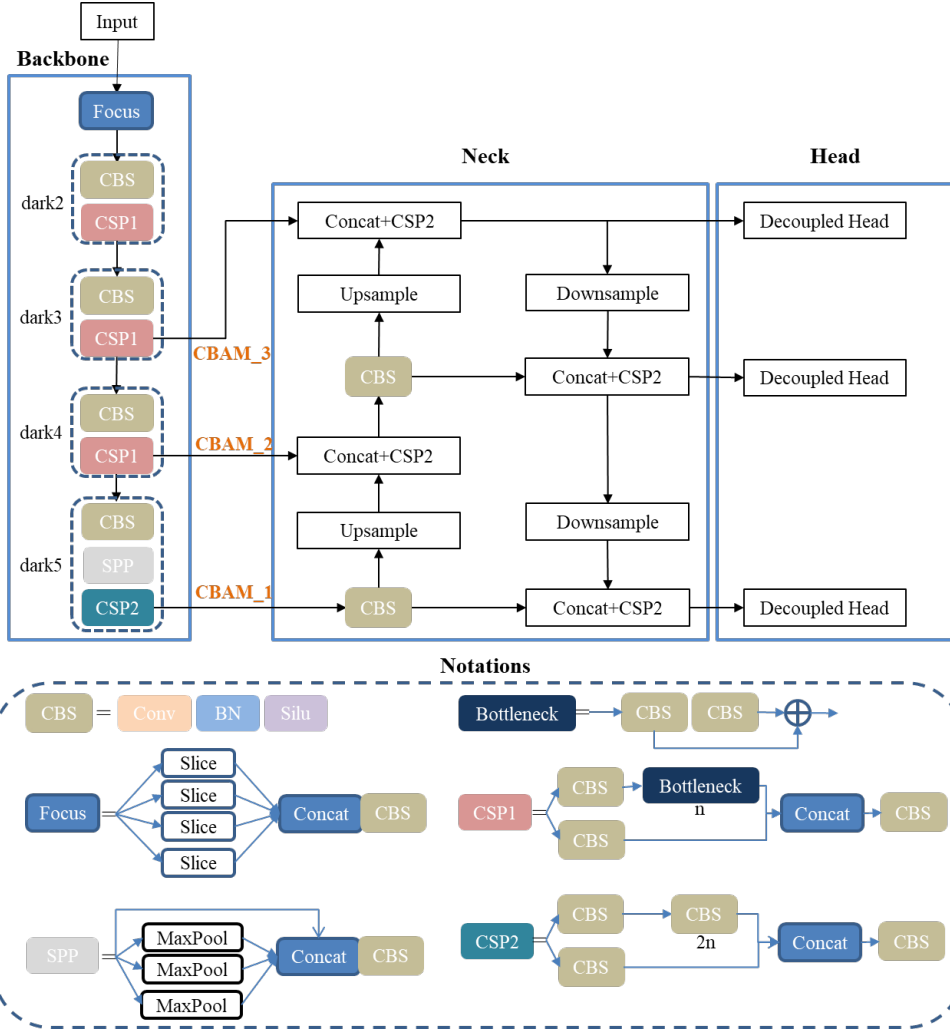 Input
Backbone
Focus
dark2
CBS
CSP1
dark3
CBS
CSP1
dark4
CBS
CSP1
dark5
CBS
SPP
CSP2
CBAM_3
CBAM_2
CBAM_1
Neck
Concat+CSP2
Upsample
Downsample
CBS
Concat+CSP2
Concat+CSP2
Upsample
Downsample
CBS
Concat+CSP2
Head
Decoupled Head
Decoupled Head
Decoupled Head
Notations
CBS = Conv BN Silu
Focus = Slice
Slice
Slice
Slice
Concat CBS
SPP = MaxPool
MaxPool
MaxPool
Concat CBS
Bottleneck = CBS CBS
CSP1 = CBS Bottleneck
n
CBS
Concat CBS
CSP2 = CBS CBS
2n
CBS
Concat CBS